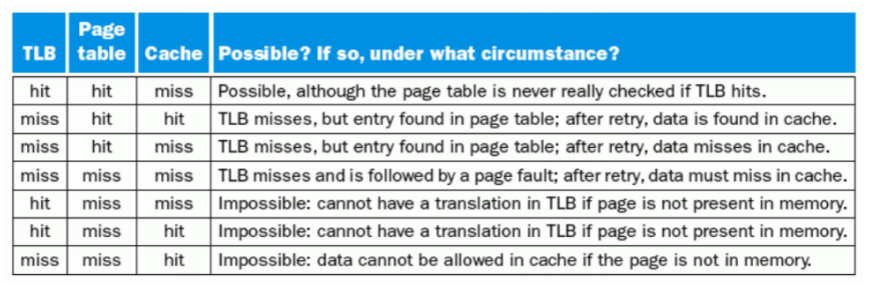 TLB Page table Cache Possible? If so, under what circumstance?
hit hit miss Possible, although the page table is never really checked if TLB hits.
miss hit hit TLB misses, but entry found in page table; after retry, data is found in cache.
miss hit miss TLB misses, but entry found in page table; after retry, data misses in cache.
miss miss miss TLB misses and is followed by a page fault; after retry, data must miss in cache.
hit miss miss Impossible: cannot have a translation in TLB if page is not present in memory.
hit miss hit Impossible: cannot have a translation in TLB if page is not present in memory.
miss miss hit Impossible: data cannot be allowed in cache if the page is not in memory.